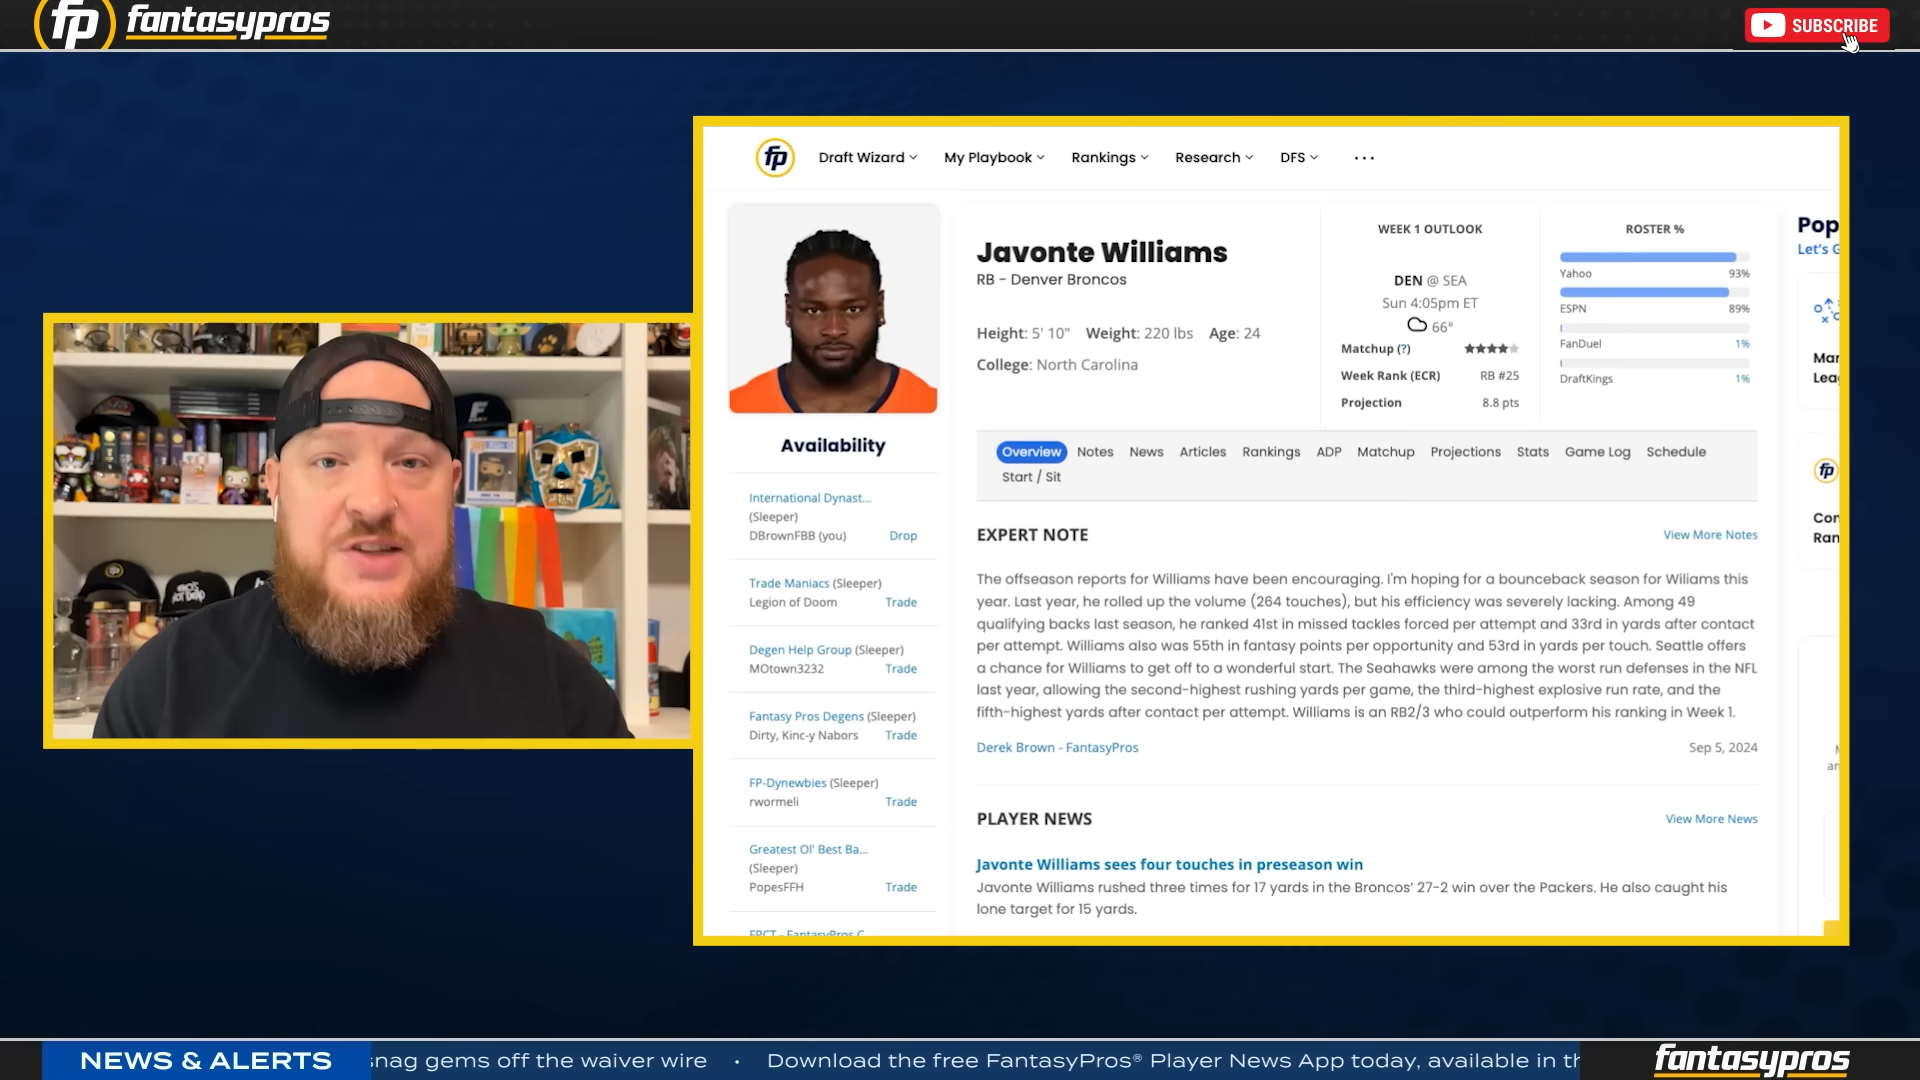 fp fantasypros
SUBSCRIBE
fp
Draft Wizard
My Playbook
Rankings
Research
DFS
...
Javonte Williams
RB - Denver Broncos
Height: 5' 10" Weight: 220 lbs Age: 24
College: North Carolina
WEEK 1 OUTLOOK
DEN @ SEA
Sun 4:05pm ET
66°
Matchup (?)
Week Rank (ECR) RB #25
Projection 8.8 pts
ROSTER %
Yahoo 93%
ESPN 89%
FanDuel 1%
DraftKings 1%
Pop
Let's G
Mar
Lea
fp
Con
Ran
Availability
International Dynast...
(Sleeper)
DBrownFBB (you) Drop
Trade Maniacs (Sleeper)
Legion of Doom Trade
Degen Help Group (Sleeper)
MOtown3232 Trade
Fantasy Pros Degens (Sleeper)
Dirty, Kinc-y Nabors Trade
FP-Dynewbies (Sleeper)
rwormeli Trade
Greatest Ol' Best Ba...
(Sleeper)
PopesFFH Trade
FPCT - FantasyPros C
Overview Notes News Articles Rankings ADP Matchup Projections Stats Game Log Schedule
Start / Sit
EXPERT NOTE View More Notes
The offseason reports for Williams have been encouraging. I'm hoping for a bounceback season for Wiliams this
year. Last year, he rolled up the volume (264 touches), but his efficiency was severely lacking. Among 49
qualifying backs last season, he ranked 41st in missed tackles forced per attempt and 33rd in yards after contact
per attempt. Williams also was 55th in fantasy points per opportunity and 53rd in yards per touch. Seattle offers
a chance for Williams to get off to a wonderful start. The Seahawks were among the worst run defenses in the NFL
last year, allowing the second-highest rushing yards per game, the third-highest explosive run rate, and the
fifth-highest yards after contact per attempt. Williams is an RB2/3 who could outperform his ranking in Week 1.
Derek Brown - FantasyPros Sep 5, 2024
PLAYER NEWS View More News
Javonte Williams sees four touches in preseason win
Javonte Williams rushed three times for 17 yards in the Broncos' 27-2 win over the Packers. He also caught his
lone target for 15 yards.
NEWS & ALERTS
snag gems off the waiver wire • Download the free FantasyPros® Player News App today, available in th
fantasypros